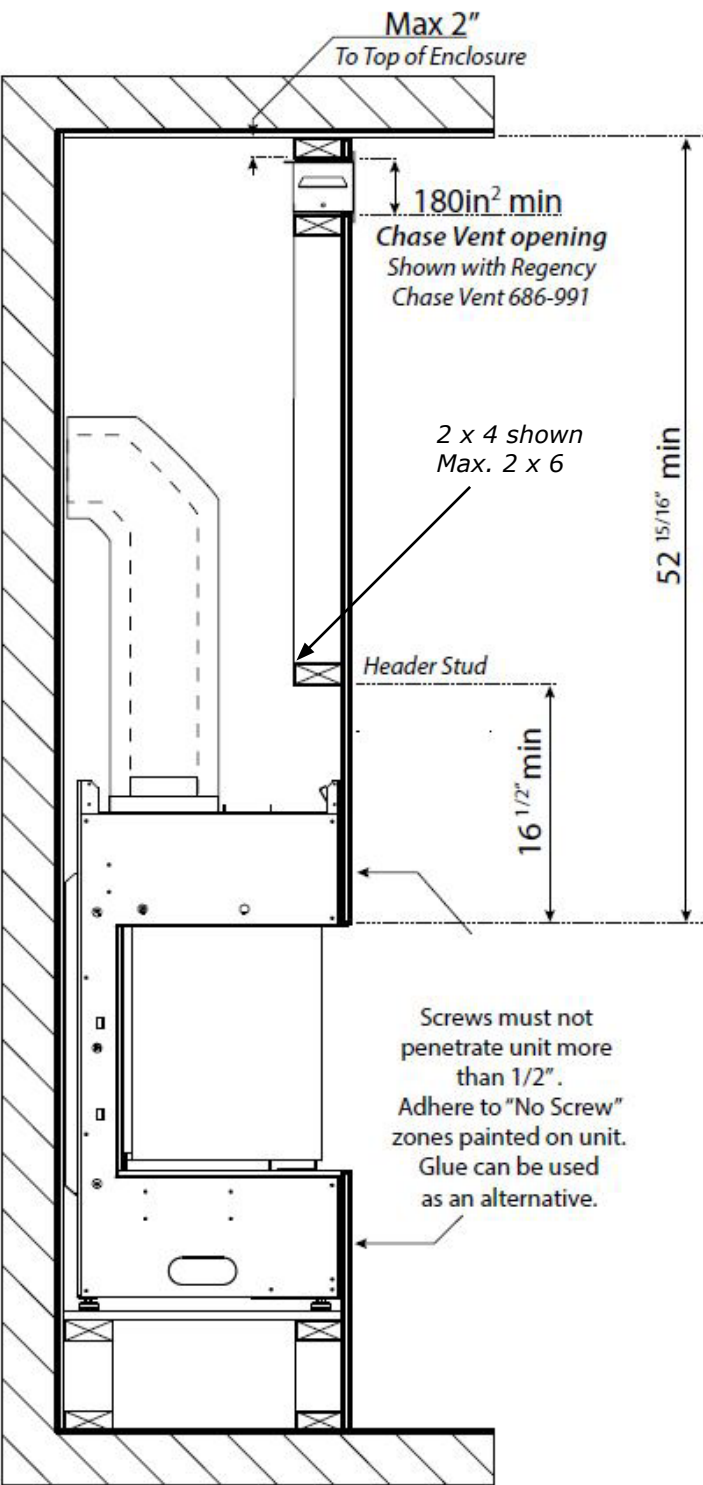 Max 2"
To Top of Enclosure
180in² min
Chase Vent opening
Shown with Regency
Chase Vent 686-991
2 x 4 shown
Max. 2 x 6
52 15/16" min
Header Stud
16 1/2" min
Screws must not
penetrate unit more
than 1/2" .
Adhere to "No Screw"
zones painted on unit.
Glue can be used
as an alternative.